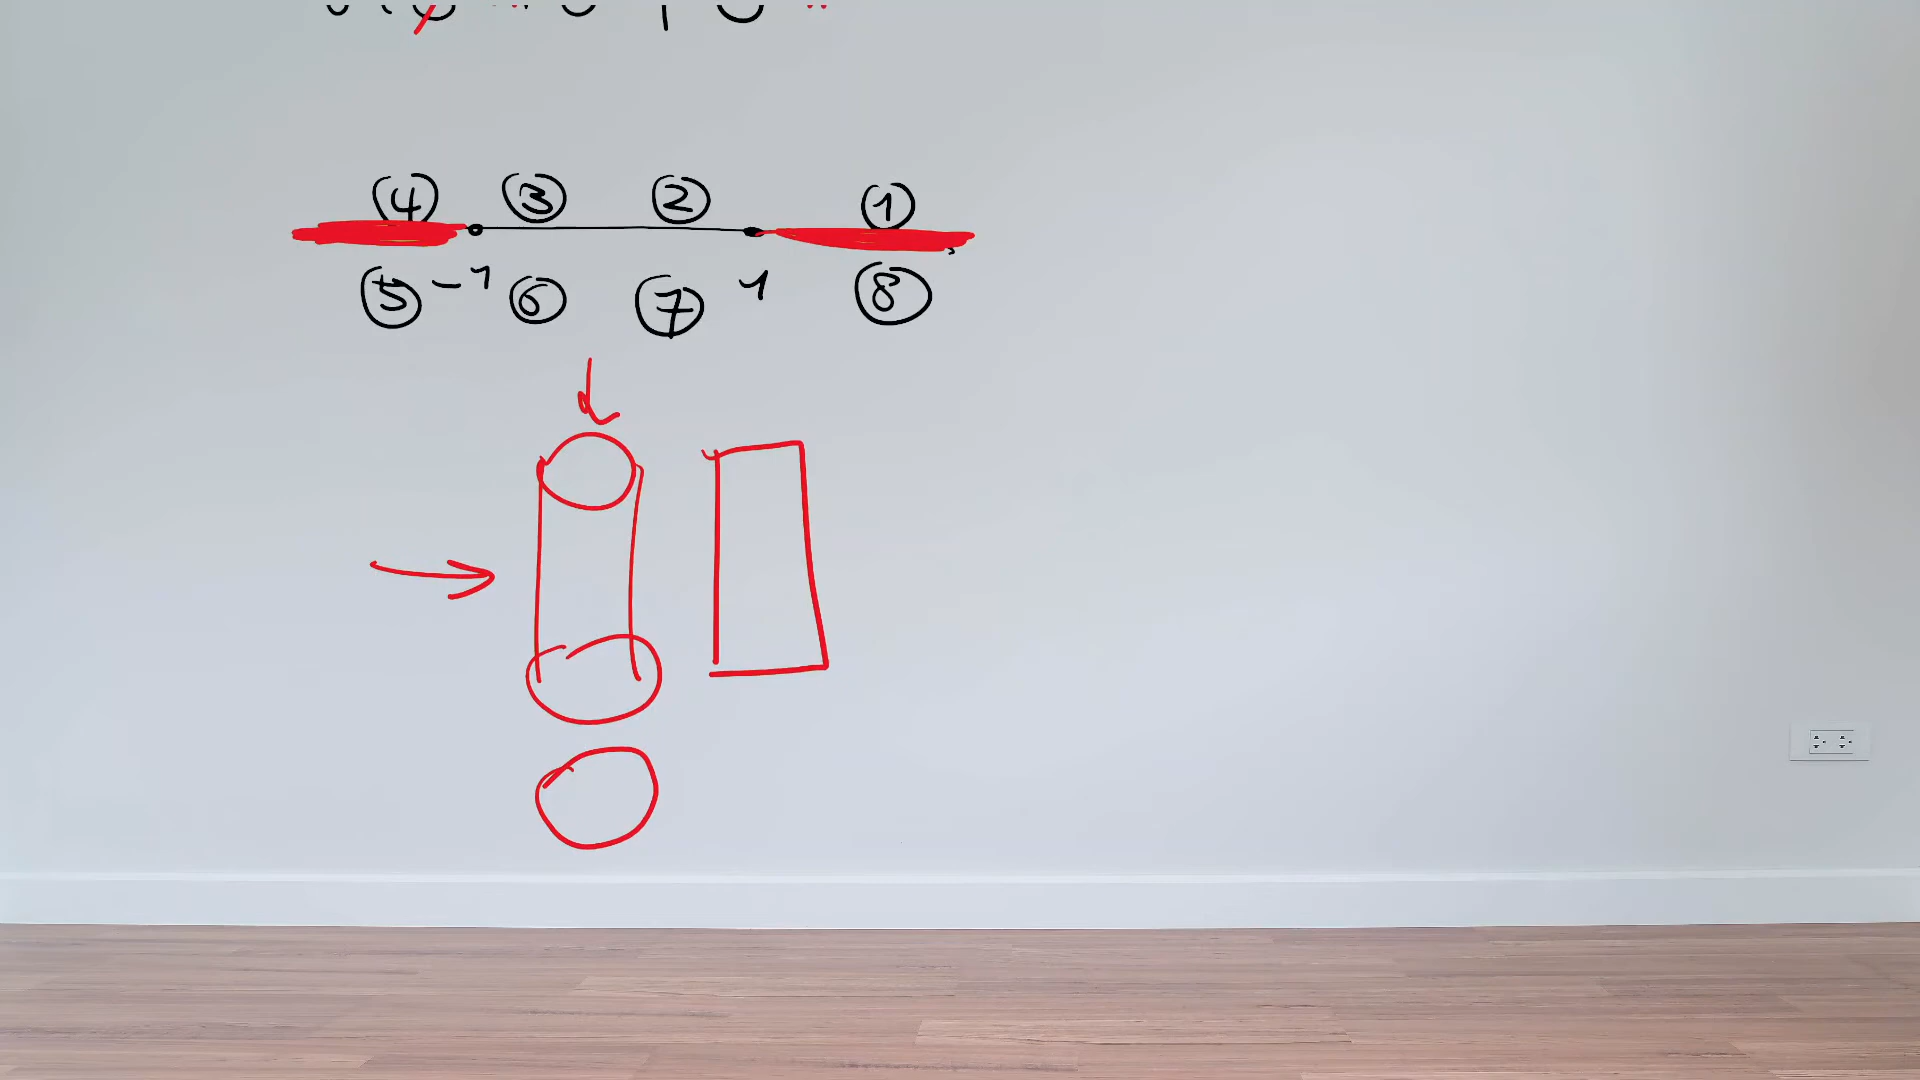 ④ ③ ② ①
⑤ -1 ⑥ ⑦ 1 ⑧